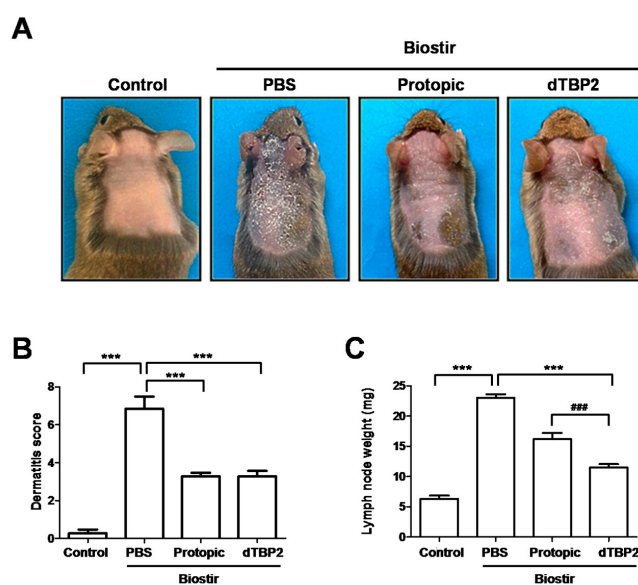 A
Biostir
Control PBS Protopic dTBP2
B
*** ***
***
Dermatitis score
8
6
4
2
0
Control PBS Protopic dTBP2
Biostir
C
*** ***
###
Lymph node weight (mg)
25
20
15
10
5
0
Control PBS Protopic dTBP2
Biostir